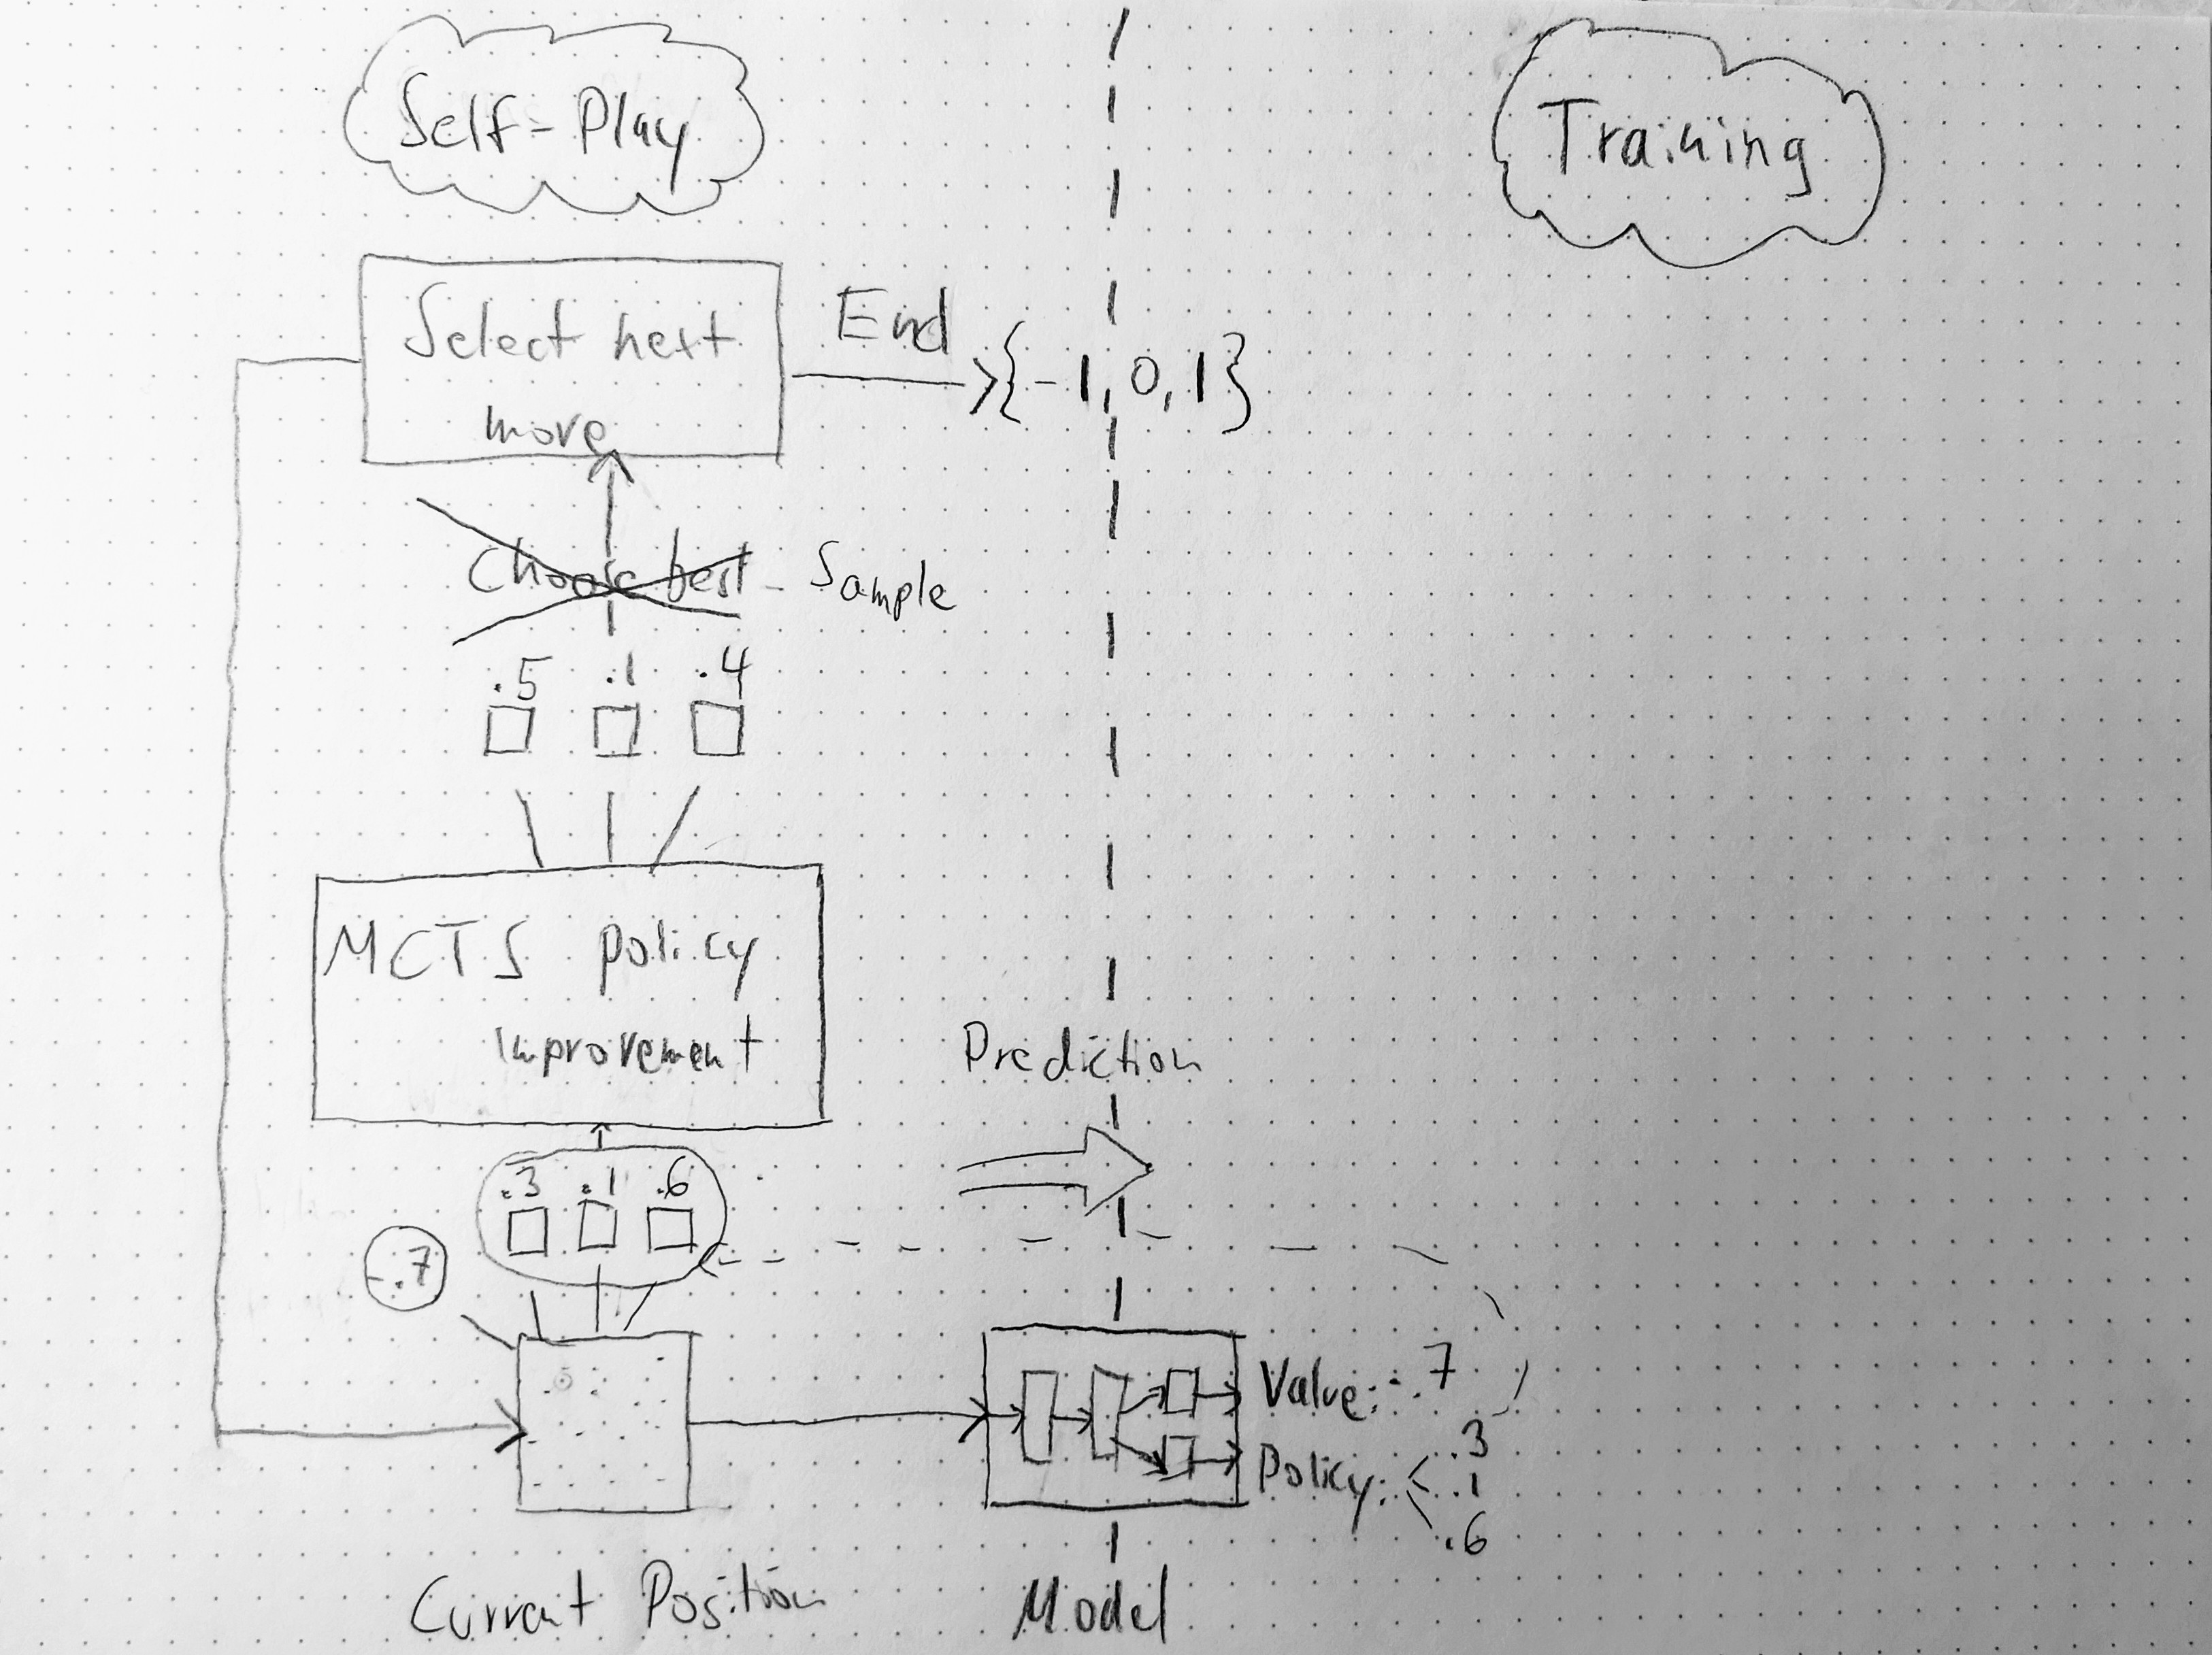 Self-Play
Training
Select next
move
End
{-1, 0, 1}
Choose best
Sample
.5 .1 .4
MCTS policy
improvement
Prediction
.3 .1 .6
-.7
Value: -.7
Policy: .3
.1
.6
Current Position
Model